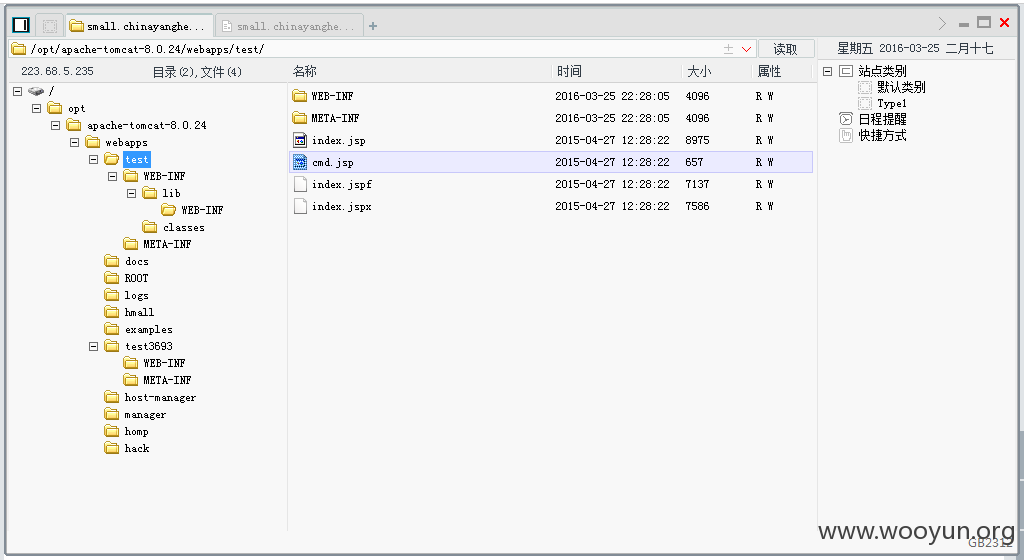 small.chinayanghe... small.chinayanghe... +
/opt/apache-tomcat-8.0.24/webapps/test/ 读取 星期五 2016-03-25 二月十七
223.68.5.235 目录(2),文件(4) 名称 时间 大小 属性
/
opt
apache-tomcat-8.0.24
webapps
test
WEB-INF
lib
WEB-INF
classes
META-INF
docs
ROOT
logs
hmall
examples
test3693
WEB-INF
META-INF
host-manager
manager
homp
hack
WEB-INF 2016-03-25 22:28:05 4096 R W
META-INF 2016-03-25 22:28:05 4096 R W
index.jsp 2015-04-27 12:28:22 8975 R W
cmd.jsp 2015-04-27 12:28:22 657 R W
index.jspf 2015-04-27 12:28:22 7137 R W
index.jspx 2015-04-27 12:28:22 7586 R W
站点类别
默认类别
Type1
日程提醒
快捷方式
www.wooyun.org
GB2312